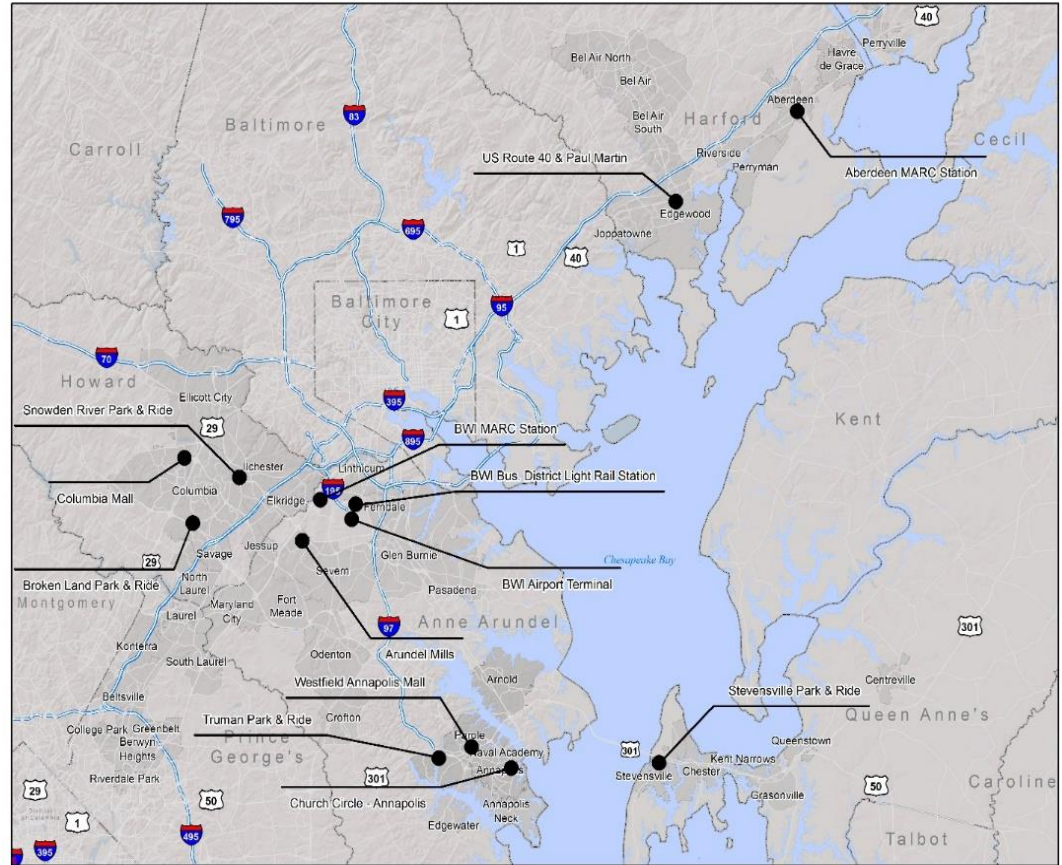 40
Perryville
Havre
de Grace
Bel Air North
Bel Air
Aberdeen
83
Bel Air
South
Baltimore
Harford
Carroll
Cecil
US Route 40 & Paul Martin
Riverside
Perryman
Aberdeen MARC Station
795
Edgewood
695
Joppatowne
1
40
Baltimore
City
1
95
70
Howard
Ellicott City
395
Kent
Snowden River Park & Ride
29
BWI MARC Station
895
Ilchester
Linthicum
BWI Bus. District Light Rail Station
Columbia Mall
Columbia
195
Elkridge
Ferndale
Jessup
Savage
Glen Burnie
Chesapeake Bay
29
Severn
Broken Land Park & Ride
North
Laurel
BWI Airport Terminal
Montgomery
Fort
Meade
Pasadena
Maryland
City
Laurel
Anne Arundel
97
301
Konterra
Arundel Mills
Odenton
South Laurel
Westfield Annapolis Mall
Arnold
Centreville
Stevensville Park & Ride
Beltsville
Crofton
Queen Anne's
Truman Park & Ride
College Park
Greenbelt
Berwyn
Heights
Prince
George's
Parole
Naval Academy
Queenstown
301
Kent Narrows
Riverdale Park
301
Annapolis
Stevensville
Chester
29
50
Church Circle - Annapolis
Grasonville
50
Caroline
Annapolis
Neck
1
Edgewater
495
Talbot
395